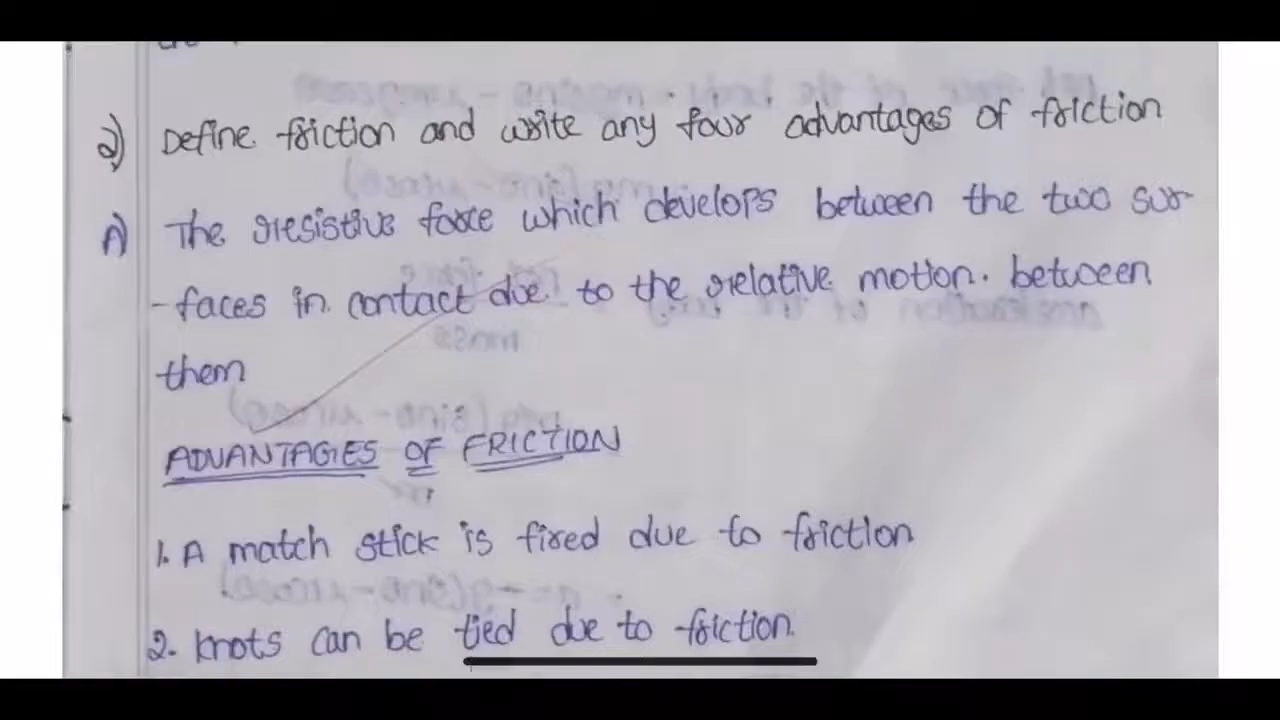 2) Define friction and write any four advantages of friction
A) The resistive force which develops between the two sur-
-faces in contact due to the relative motion. between
them
ADVANTAGES OF FRICTION
1. A match stick is fired due to friction
2. Knots can be tied due to friction.